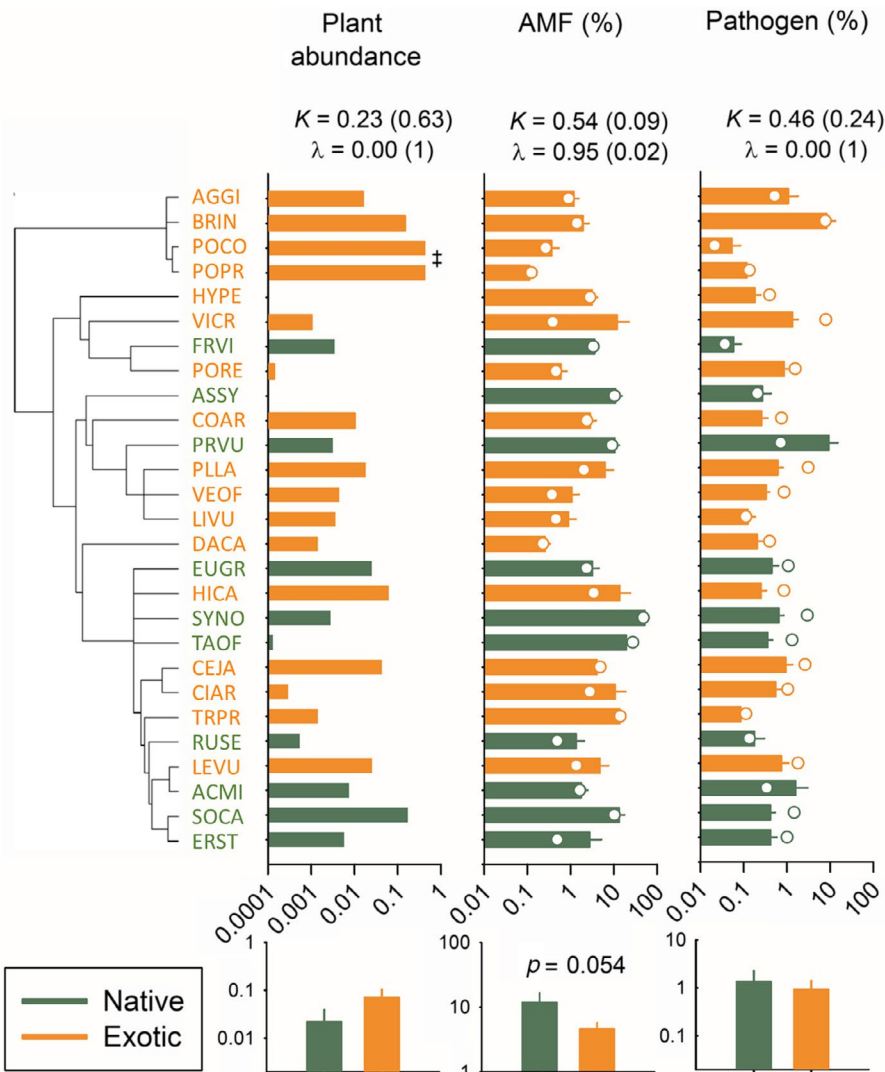 Plant
abundance
AMF (%)
Pathogen (%)
K = 0.23 (0.63)
λ = 0.00 (1)
K = 0.54 (0.09)
λ = 0.95 (0.02)
K = 0.46 (0.24)
λ = 0.00 (1)
AGGI
BRIN
POCO
‡
POPR
HYPE
VICR
FRVI
PORE
ASSY
COAR
PRVU
PLLA
VEOF
LIVU
DACA
EUGR
HICA
SYNO
TAOF
CEJA
CIAR
TRPR
RUSE
LEVU
ACMI
SOCA
ERST
0.0001 0.001 0.01 0.1 1
0.01 0.1 1 10 100
0.01 0.1 1 10 100
Native
Exotic
1
0.1
0.01
100
10
1
p = 0.054
10
1
0.1